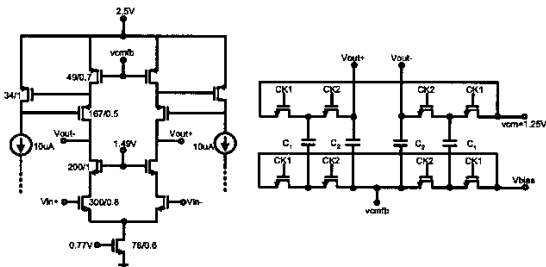 2.5V
49/0.7
vcmfb
34/1
167/0.5
10uA
Vout-
1.49V
Vout+
10uA
200/1
Vin+
300/0.8
Vin-
0.77V
76/0.6
Vout+
Vout-
CK1
CK2
CK2
CK1
vcm=1.25V
C1
C2
C2
C1
CK1
CK2
CK2
CK1
vcmfb
Vbias